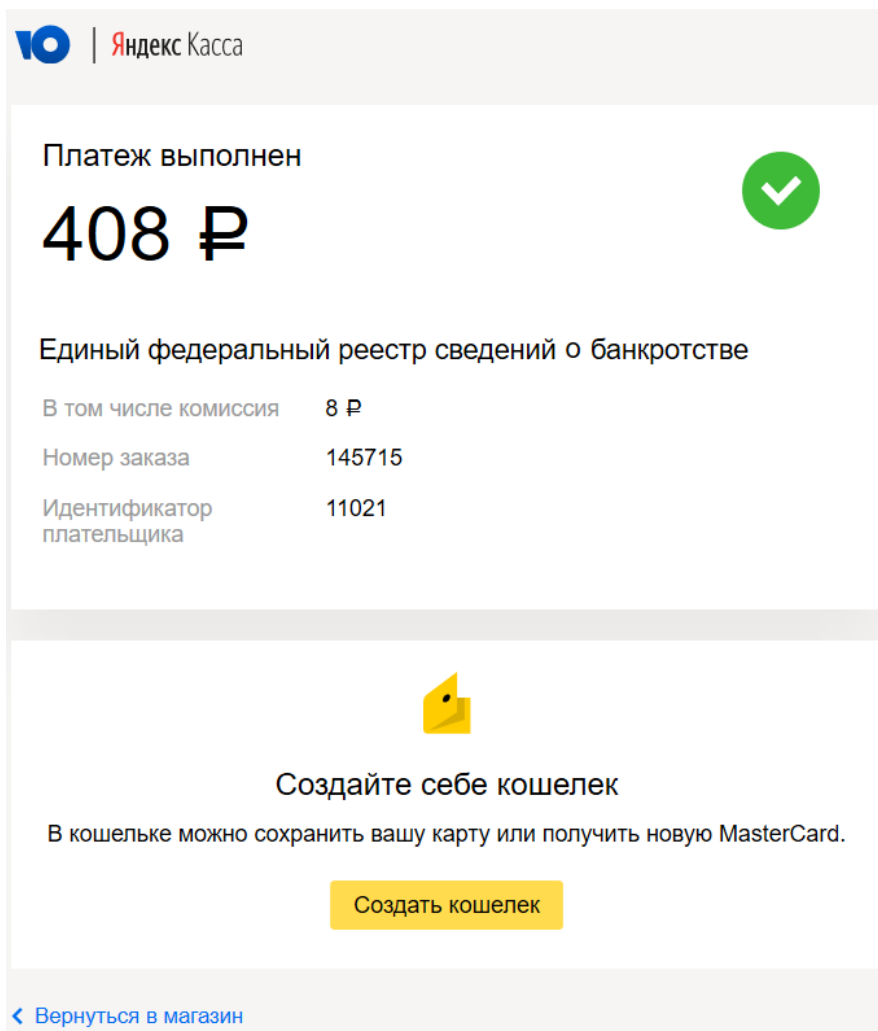 Ю | Яндекс Касса
Платеж выполнен
408 ₽
Единый федеральный реестр сведений о банкротстве
В том числе комиссия 8 ₽
Номер заказа 145715
Идентификатор 11021
плательщика
Создайте себе кошелек
В кошельке можно сохранить вашу карту или получить новую MasterCard.
Создать кошелек
Вернуться в магазин